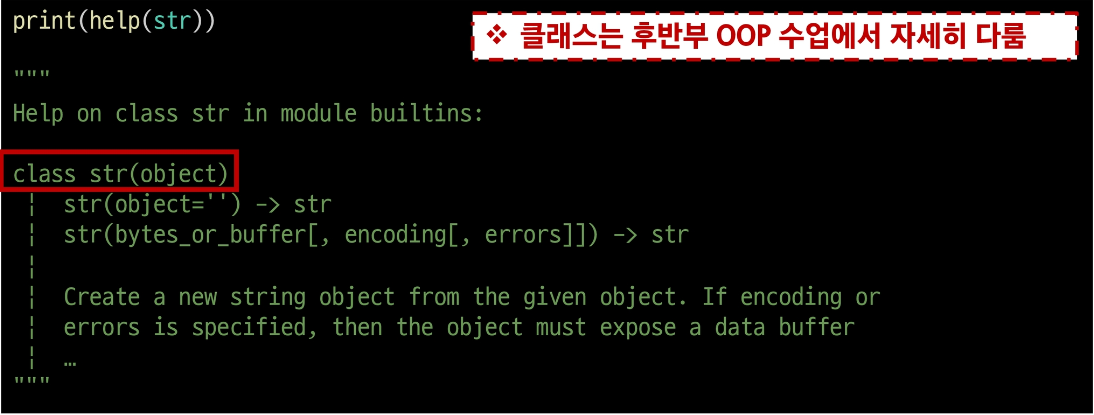 print(help(str))
❖ 클래스는 후반부 OOP 수업에서 자세히 다룸
"""
Help on class str in module builtins:
class str(object)
¦  str(object='') -> str
¦  str(bytes_or_buffer[, encoding[, errors]]) -> str
¦
¦  Create a new string object from the given object. If encoding or
¦  errors is specified, then the object must expose a data buffer
¦  …
"""